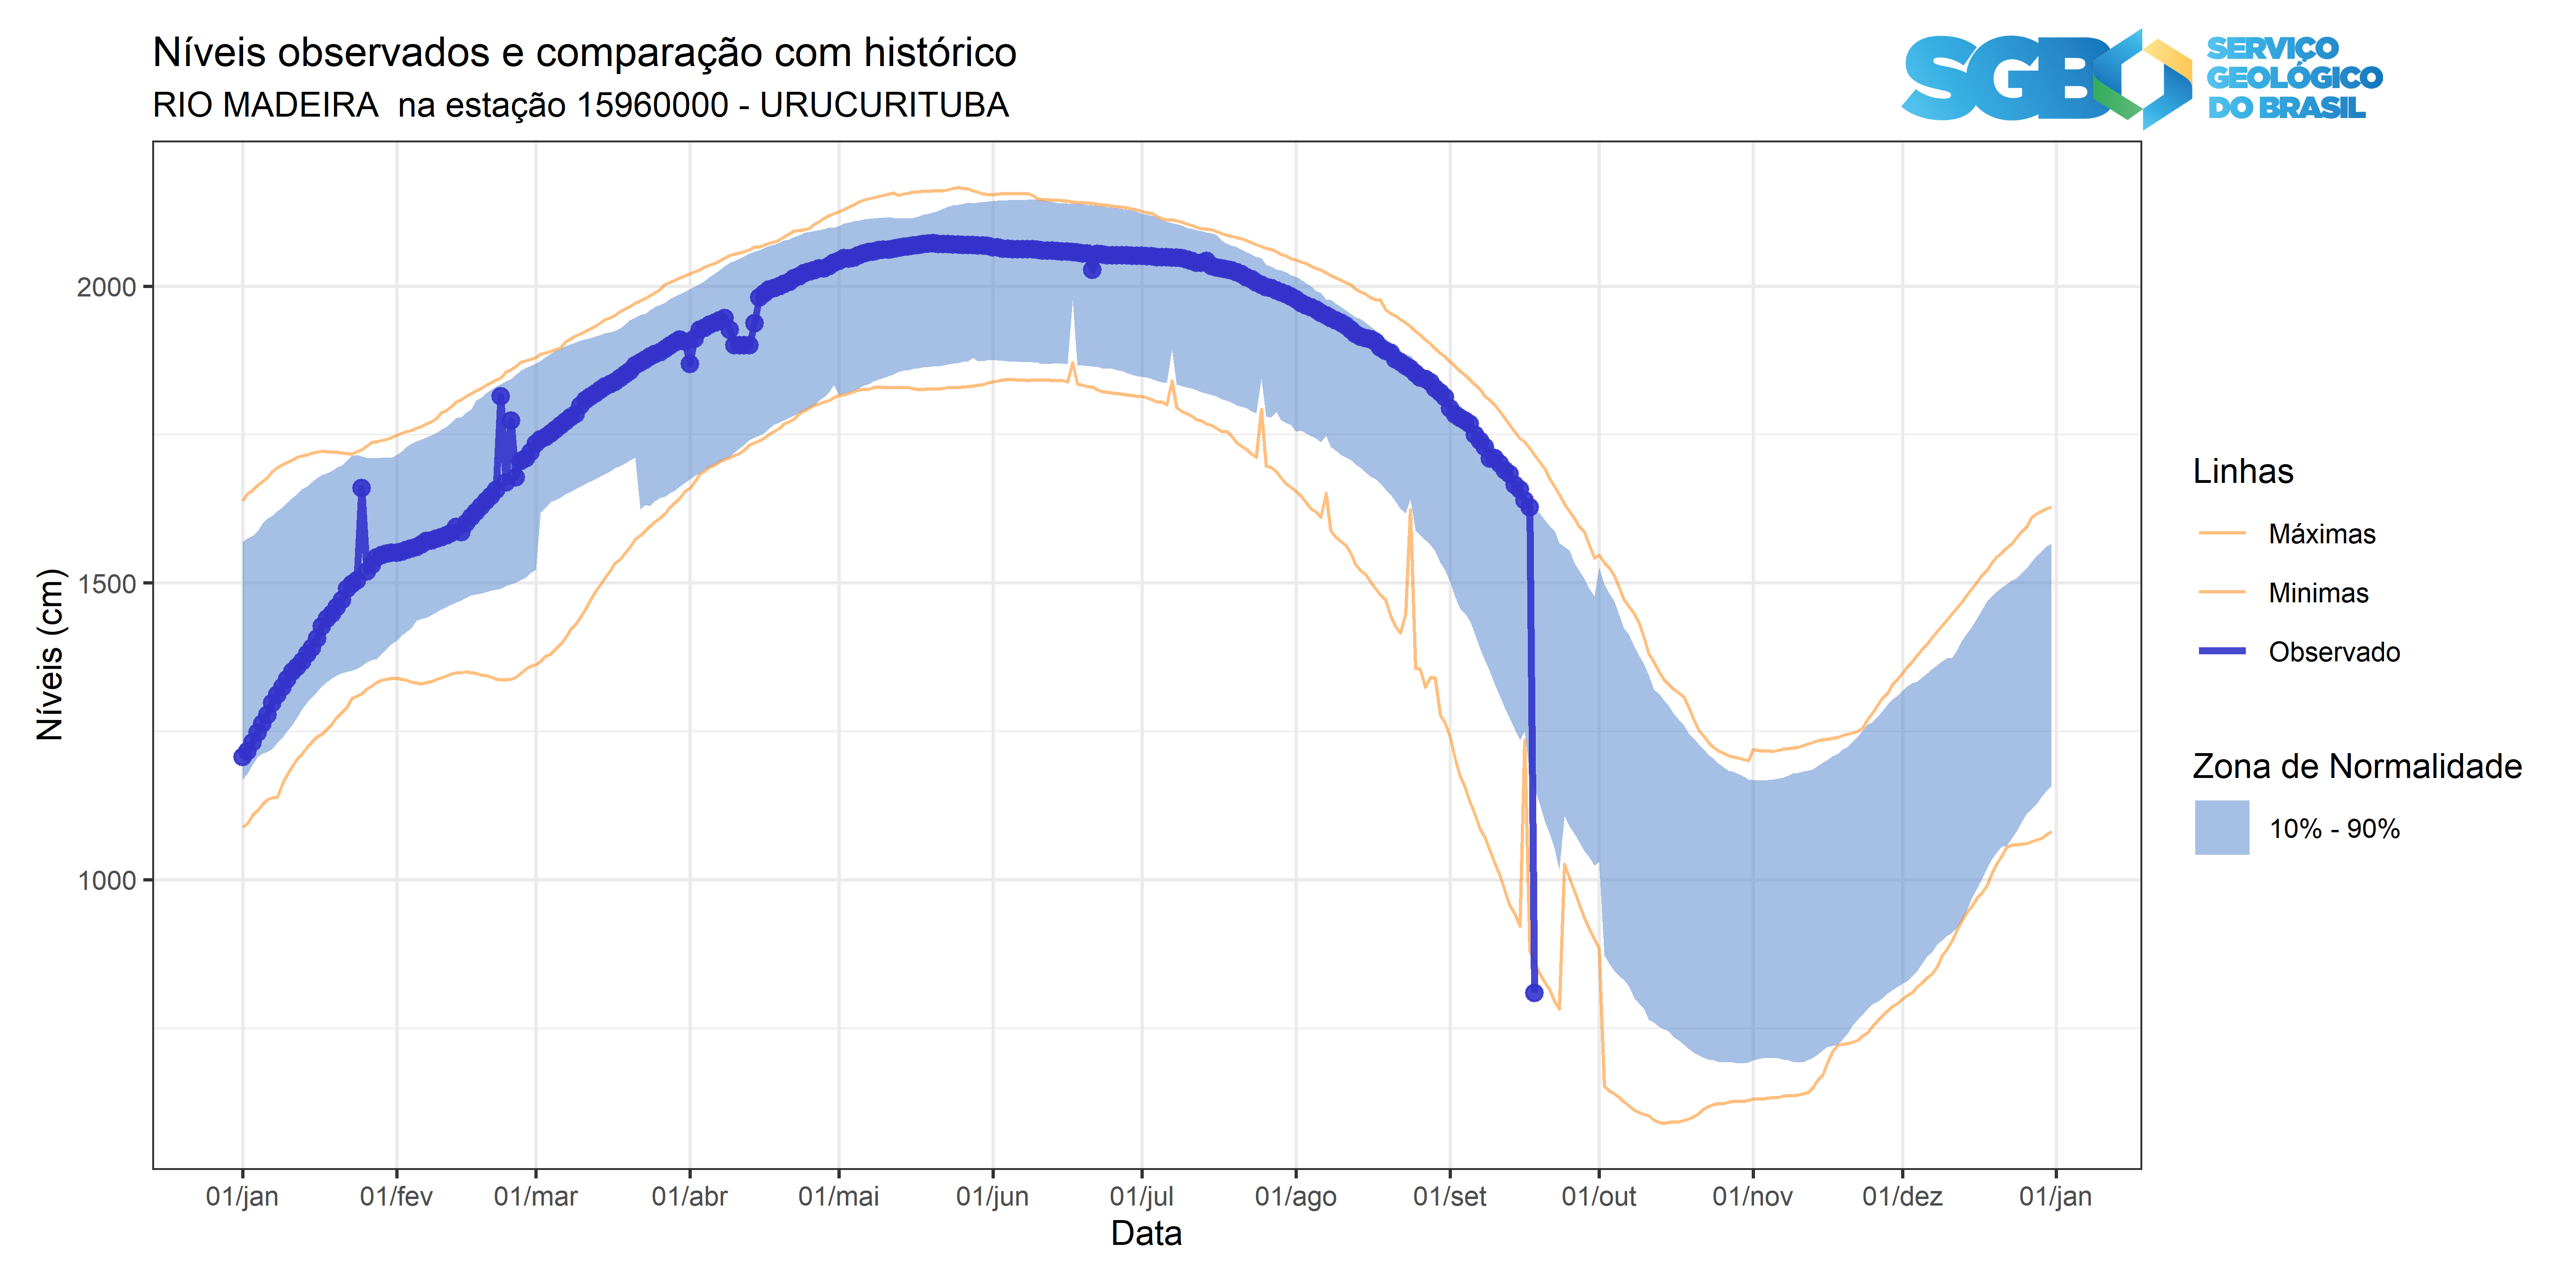 Níveis observados e comparação com histórico
RIO MADEIRA  na estação 15960000 - URUCURITUBA
SGB
SERVIÇO
GEOLÓGICO
DO BRASIL
Níveis (cm)
2000
1500
1000
01/jan
01/fev
01/mar
01/abr
01/mai
01/jun
01/jul
01/ago
01/set
01/out
01/nov
01/dez
01/jan
Data
Linhas
Máximas
Minimas
Observado
Zona de Normalidade
10% - 90%